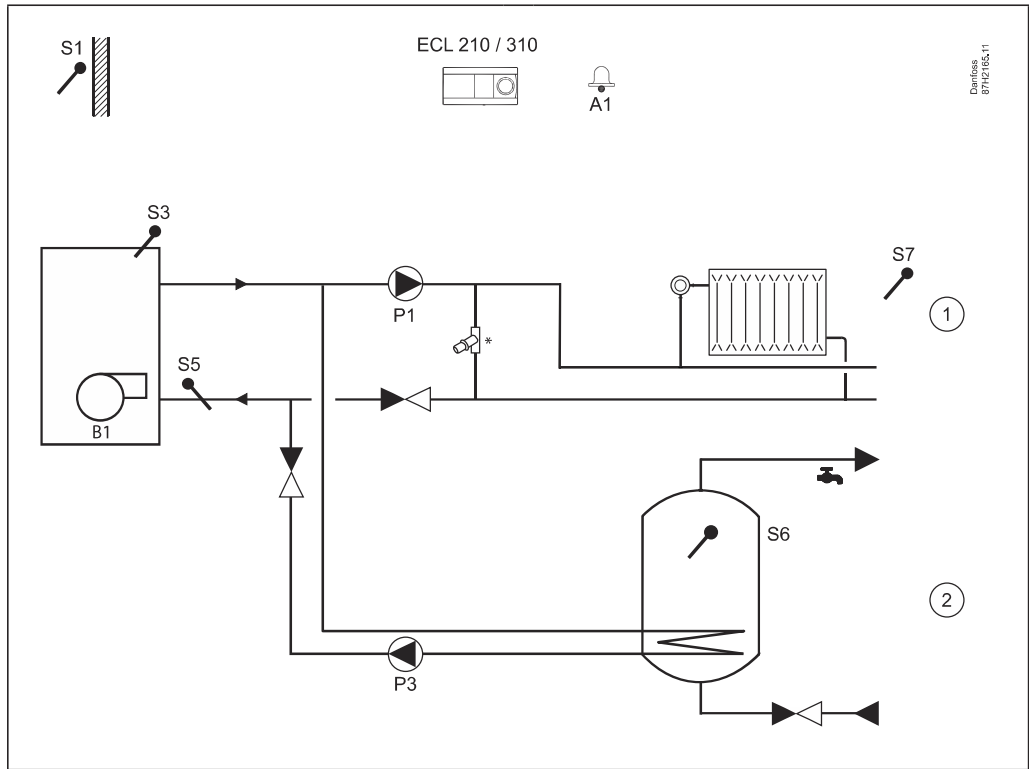 S1
ECL 210 / 310
A1
Danfoss
87H2165.11
S3
P1
S7
1
*
S5
B1
S6
2
P3